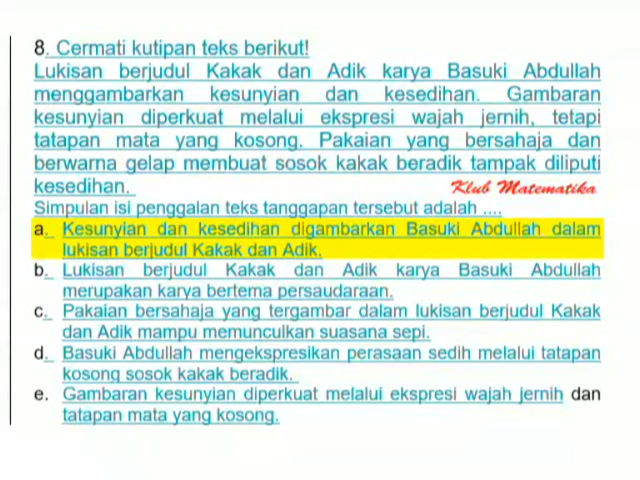 8. Cermati kutipan teks berikut!
Lukisan berjudul Kakak dan Adik karya Basuki Abdullah
menggambarkan kesunyian dan kesedihan. Gambaran
kesunyian diperkuat melalui ekspresi wajah jernih, tetapi
tatapan mata yang kosong. Pakaian yang bersahaja dan
berwarna gelap membuat sosok kakak beradik tampak diliputi
kesedihan.
Klub Matematika
Simpulan isi penggalan teks tanggapan tersebut adalah ....
a. Kesunyian dan kesedihan digambarkan Basuki Abdullah dalam
lukisan berjudul Kakak dan Adik.
b. Lukisan berjudul Kakak dan Adik karya Basuki Abdullah
merupakan karya bertema persaudaraan.
c. Pakaian bersahaja yang tergambar dalam lukisan berjudul Kakak
dan Adik mampu memunculkan suasana sepi.
d. Basuki Abdullah mengekspresikan perasaan sedih melalui tatapan
kosong sosok kakak beradik.
e. Gambaran kesunyian diperkuat melalui ekspresi wajah jernih dan
tatapan mata yang kosong.